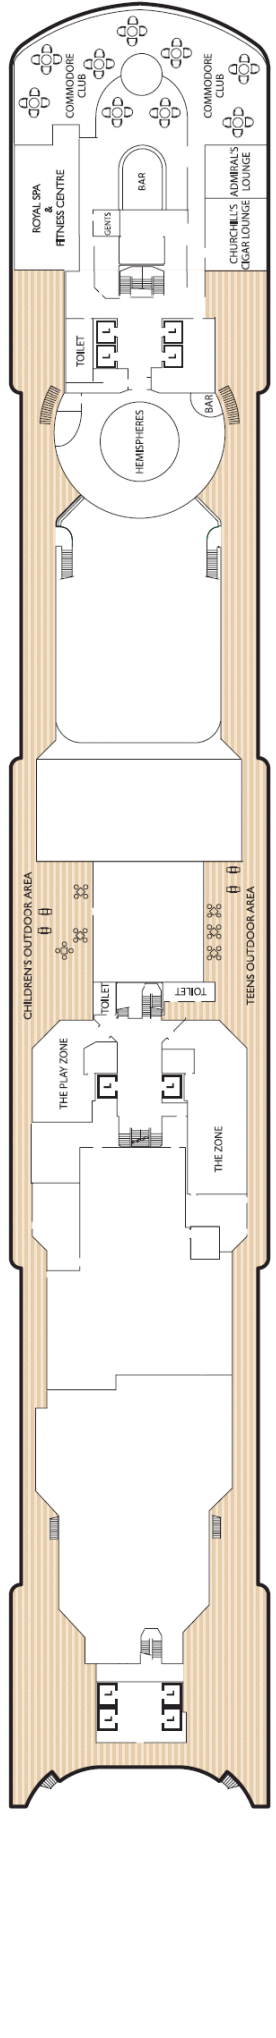 COMMODORE
CLUB
COMMODORE
CLUB
BAR
ROYAL SPA
&
FITNESS CENTRE
ADMIRAL'S
LOUNGE
CHURCHILL'S
CIGAR LOUNGE
GENTS
TOILET
L
L
L
L
BAR
HEMISPHERES
CHILDREN'S OUTDOOR AREA
TEENS OUTDOOR AREA
TOILET
TOILET
THE PLAY ZONE
L
L
THE ZONE
L
L
L
L